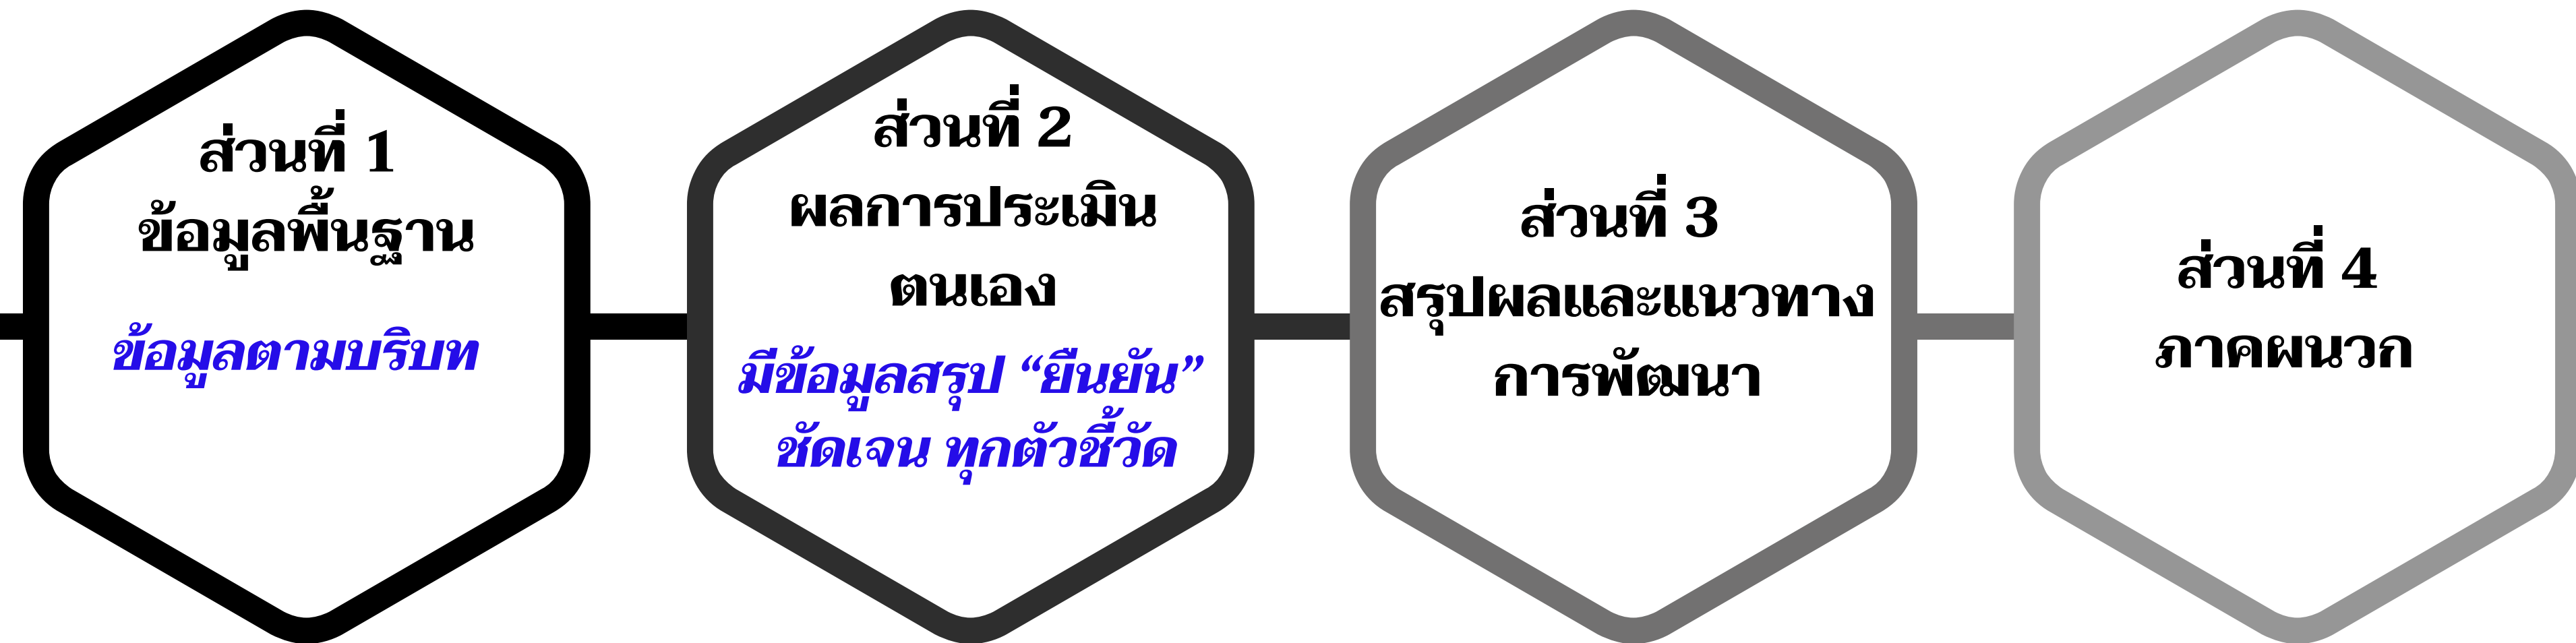 ส่วนที่ 1
ข้อมูลพื้นฐาน
ข้อมูลตามบริบท
ส่วนที่ 2
ผลการประเมิน
ตนเอง
มีข้อมูลสรุป “ยืนยัน”
ชัดเจน ทุกตัวชี้วัด
ส่วนที่ 3
สรุปผลและแนวทาง
การพัฒนา
ส่วนที่ 4
ภาคผนวก